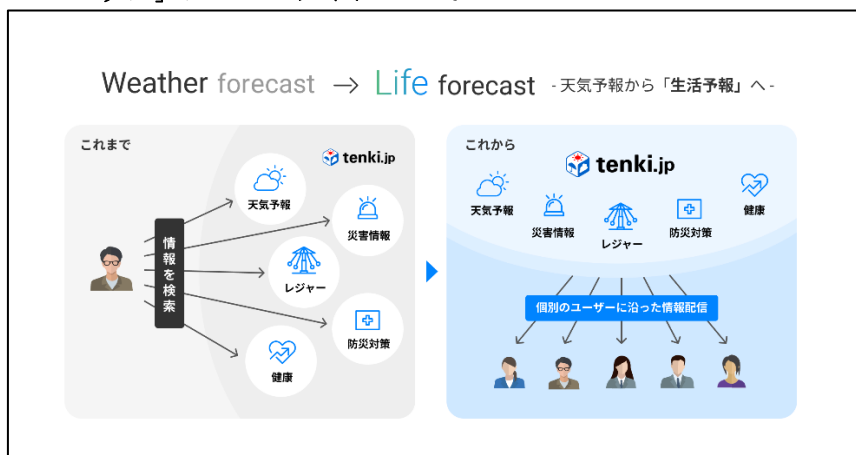 Weather forecast → Life forecast - 天気予報から「生活予報」へ -
これまで
tenki.jp
天気予報
災害情報
情報を検索
レジャー
防災対策
健康
これから
tenki.jp
天気予報
災害情報
レジャー
防災対策
健康
個別のユーザーに沿った情報配信